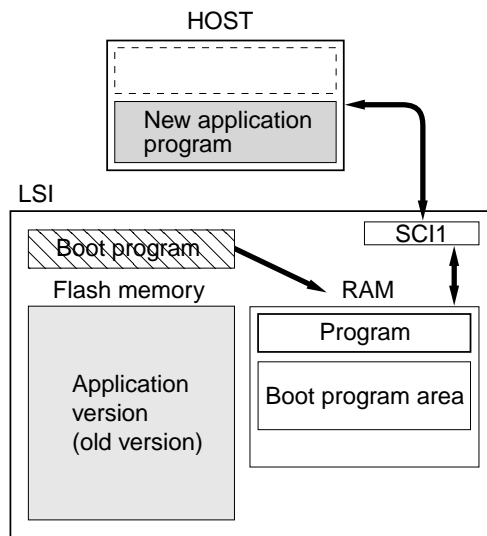 HOST
New application
program
LSI
SCI1
Boot program
Flash memory
RAM
Program
Application
version
(old version)
Boot program area